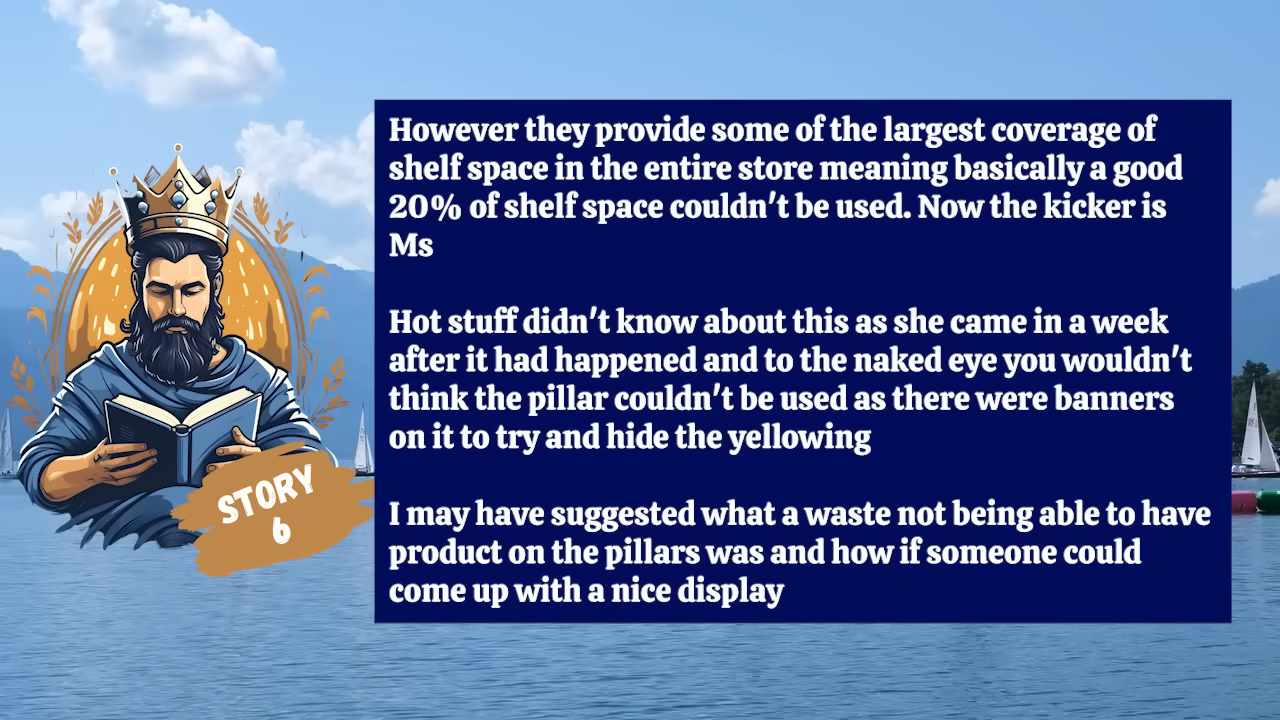 However they provide some of the largest coverage of
shelf space in the entire store meaning basically a good
20% of shelf space couldn't be used. Now the kicker is
Ms
Hot stuff didn't know about this as she came in a week
after it had happened and to the naked eye you wouldn't
think the pillar couldn't be used as there were banners
on it to try and hide the yellowing
I may have suggested what a waste not being able to have
product on the pillars was and how if someone could
come up with a nice display
STORY
6